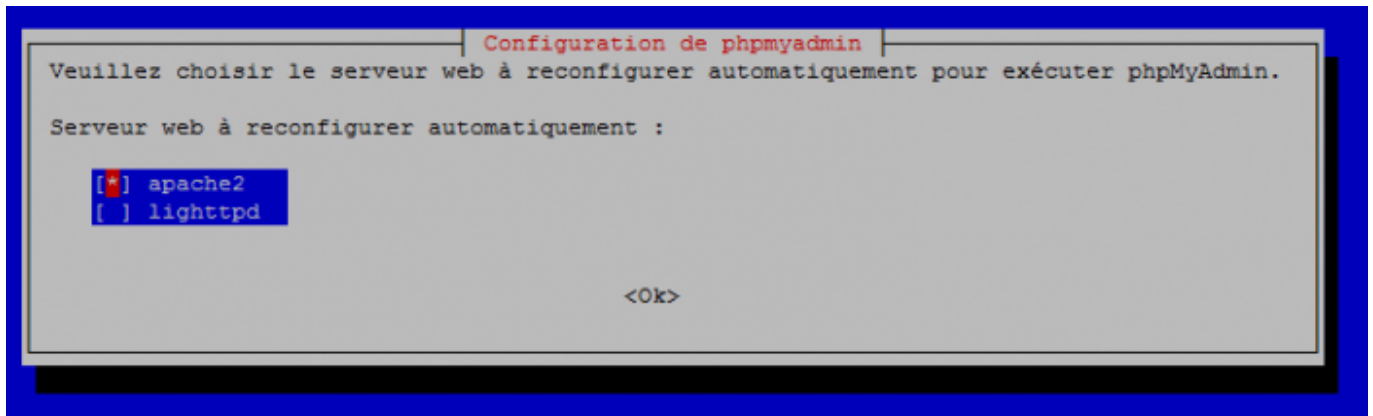 Configuration de phpmyadmin
Veuillez choisir le serveur web à reconfigurer automatiquement pour exécuter phpMyAdmin.
Serveur web à reconfigurer automatiquement :
[*] apache2
[ ] lighttpd
<Ok>